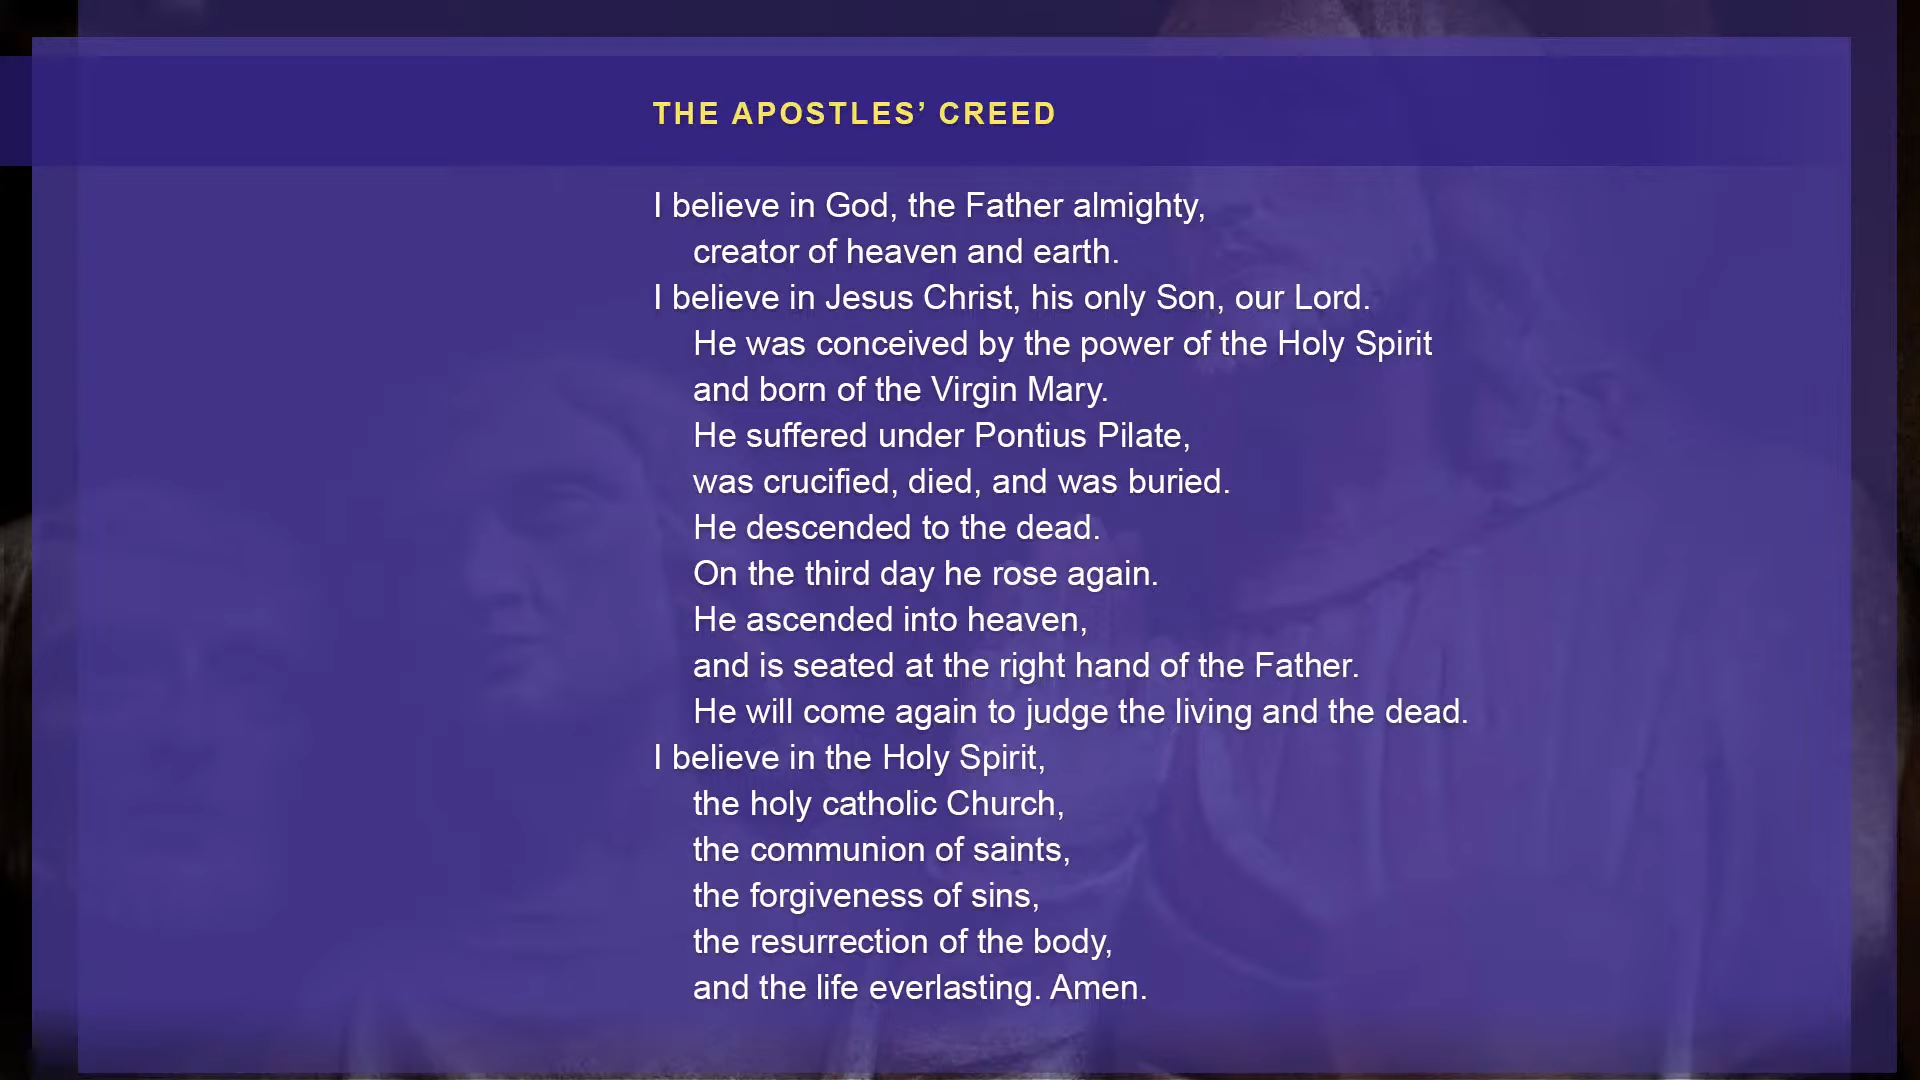 THE APOSTLES’ CREED
I believe in God, the Father almighty,
creator of heaven and earth.
I believe in Jesus Christ, his only Son, our Lord.
He was conceived by the power of the Holy Spirit
and born of the Virgin Mary.
He suffered under Pontius Pilate,
was crucified, died, and was buried.
He descended to the dead.
On the third day he rose again.
He ascended into heaven,
and is seated at the right hand of the Father.
He will come again to judge the living and the dead.
I believe in the Holy Spirit,
the holy catholic Church,
the communion of saints,
the forgiveness of sins,
the resurrection of the body,
and the life everlasting. Amen.